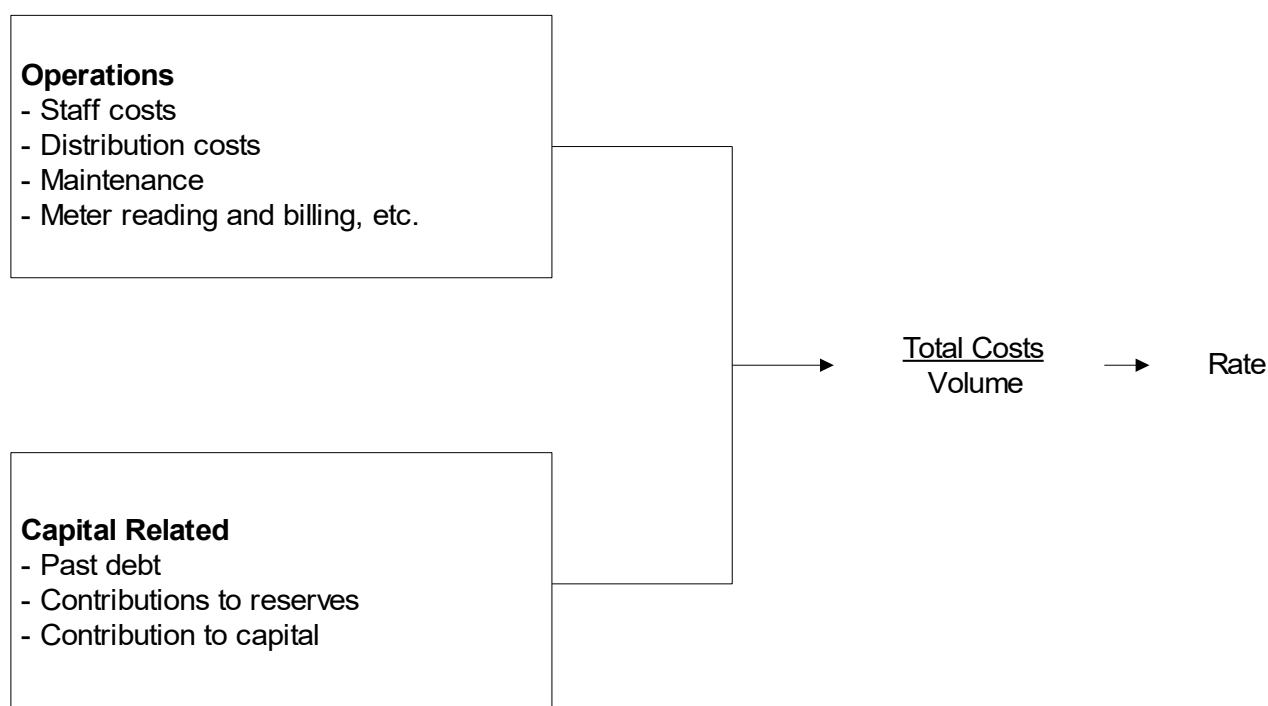 Operations
- Staff costs
- Distribution costs
- Maintenance
- Meter reading and billing, etc.
Total Costs
Volume
Rate
Capital Related
- Past debt
- Contributions to reserves
- Contribution to capital